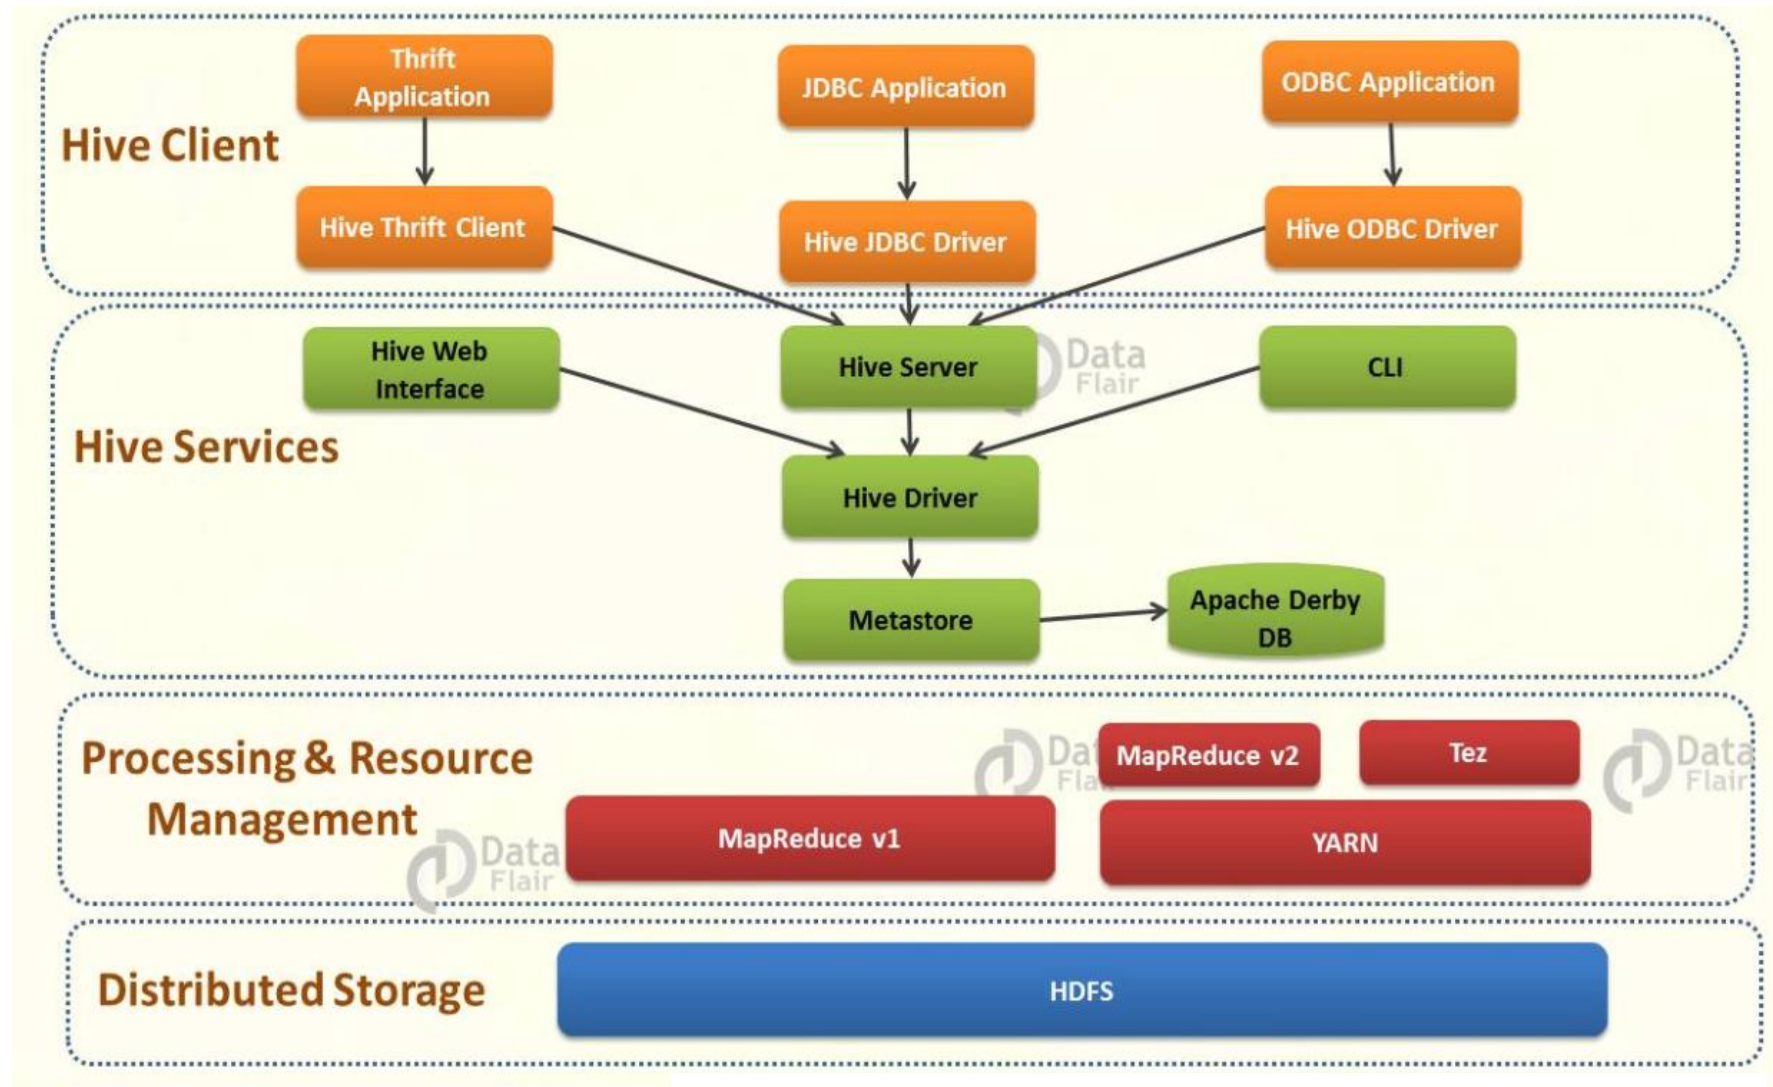 Thrift
Application
JDBC Application
ODBC Application
Hive Client
Hive Thrift Client
Hive JDBC Driver
Hive ODBC Driver
Hive Web
Interface
Hive Server
Data
Flair
CLI
Hive Services
Hive Driver
Metastore
Apache Derby
DB
Processing & Resource
Management
Data
Flair
MapReduce v2
Tez
Data
Flair
Data
Flair
MapReduce v1
YARN
Distributed Storage
HDFS